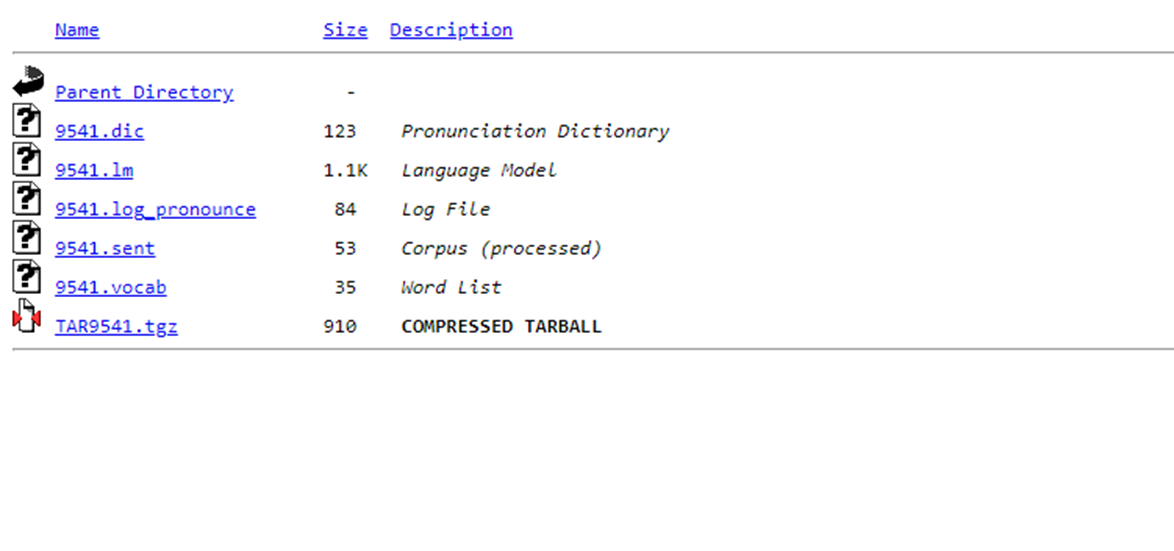 Name Size Description
Parent Directory -
9541.dic 123 Pronunciation Dictionary
9541.lm 1.1K Language Model
9541.log_pronounce 84 Log File
9541.sent 53 Corpus (processed)
9541.vocab 35 Word List
TAR9541.tgz 910 COMPRESSED TARBALL